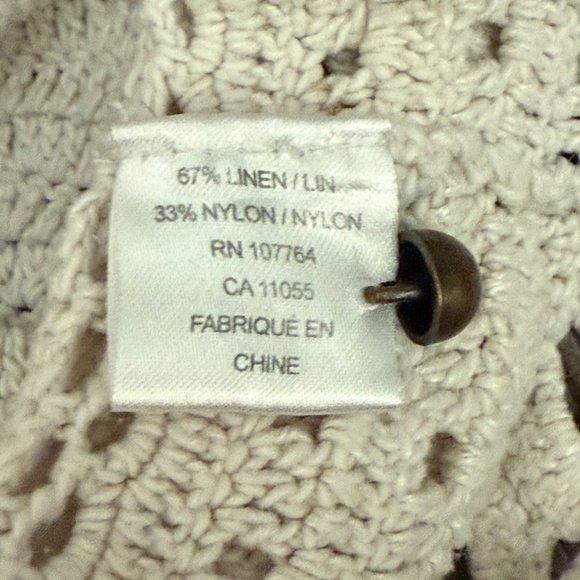 67% LINEN / LIN
33% NYLON / NYLON
RN 107764
CA 11055
FABRIQUÉ EN
CHINE